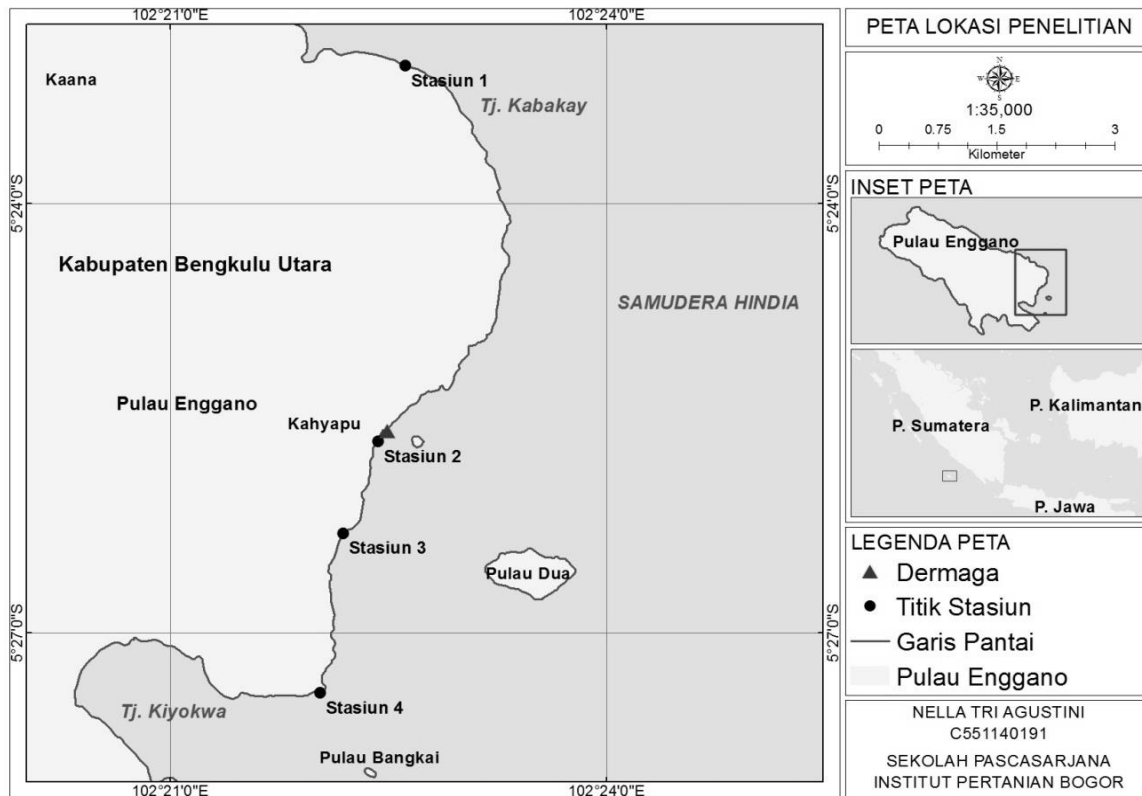 102°21'0"E
102°24'0"E
Kaana
Stasiun 1
Tj. Kabakay
5°24'0"S
5°24'0"S
Kabupaten Bengkulu Utara
SAMUDERA HINDIA
Pulau Enggano
Kahyapu
Stasiun 2
Stasiun 3
Pulau Dua
5°27'0"S
5°27'0"S
Stasiun 4
Tj. Kiyokwa
Pulau Bangkai
102°21'0"E
102°24'0"E
PETA LOKASI PENELITIAN
N
W E
S
1:35,000
0 0.75 1.5 3
Kilometer
INSET PETA
Pulau Enggano
P. Kalimantan
P. Sumatera
P. Jawa
LEGENDA PETA
Dermaga
Titik Stasiun
Garis Pantai
Pulau Enggano
NELLA TRI AGUSTINI
C551140191
SEKOLAH PASCASARJANA
INSTITUT PERTANIAN BOGOR